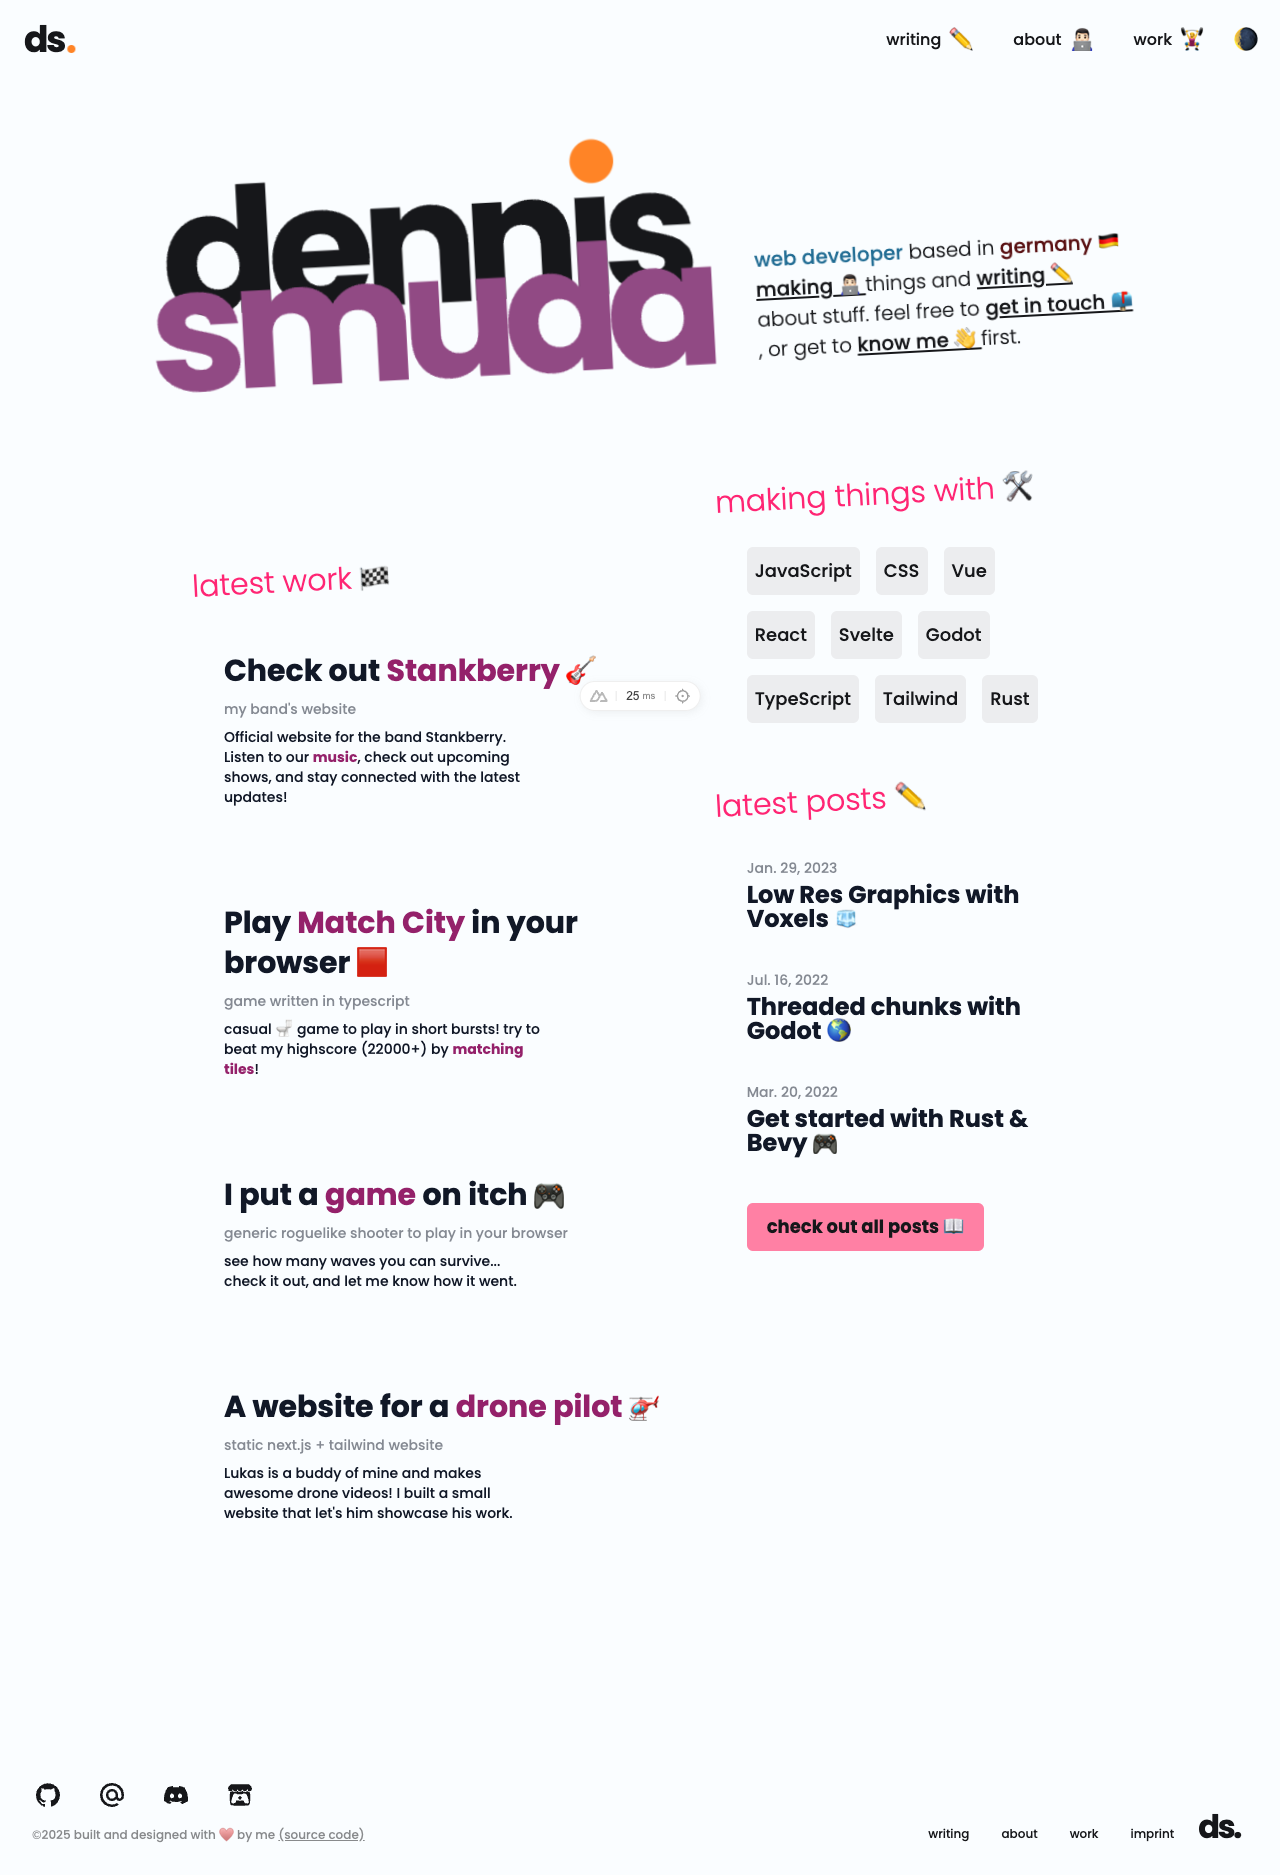 ds.
writing ✏️
about 👨🏻‍💻
work 🏋🏻
🌘
dennis
smuda
web developer based in germany 🇩🇪
making 👨🏻‍💻 things and writing ✏️
about stuff. feel free to get in touch 📫
, or get to know me 👋 first.
latest work 🏁
Check out Stankberry 🎸
my band's website
Official website for the band Stankberry.
Listen to our music, check out upcoming
shows, and stay connected with the latest
updates!
25 ms
Play Match City in your
browser 🟥
game written in typescript
casual 🚽 game to play in short bursts! try to
beat my highscore (22000+) by matching
tiles!
I put a game on itch 🎮
generic roguelike shooter to play in your browser
see how many waves you can survive...
check it out, and let me know how it went.
A website for a drone pilot 🚁
static next.js + tailwind website
Lukas is a buddy of mine and makes
awesome drone videos! I built a small
website that let's him showcase his work.
making things with 🛠️
JavaScript
CSS
Vue
React
Svelte
Godot
TypeScript
Tailwind
Rust
latest posts ✏️
Jan. 29, 2023
Low Res Graphics with
Voxels 🧊
Jul. 16, 2022
Threaded chunks with
Godot 🌎
Mar. 20, 2022
Get started with Rust &
Bevy 🎮
check out all posts 📖
©2025 built and designed with ❤️ by me (source code)
writing
about
work
imprint
ds.